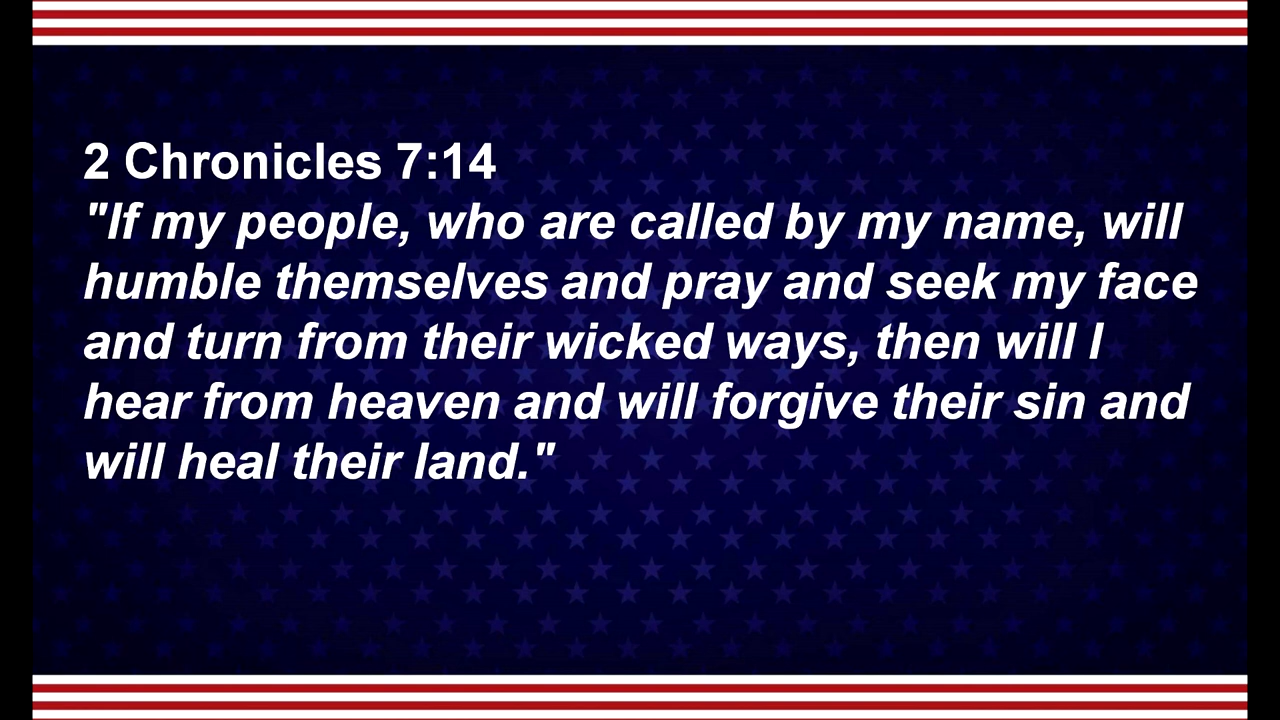 2 Chronicles 7:14
"If my people, who are called by my name, will
humble themselves and pray and seek my face
and turn from their wicked ways, then will I
hear from heaven and will forgive their sin and
will heal their land."